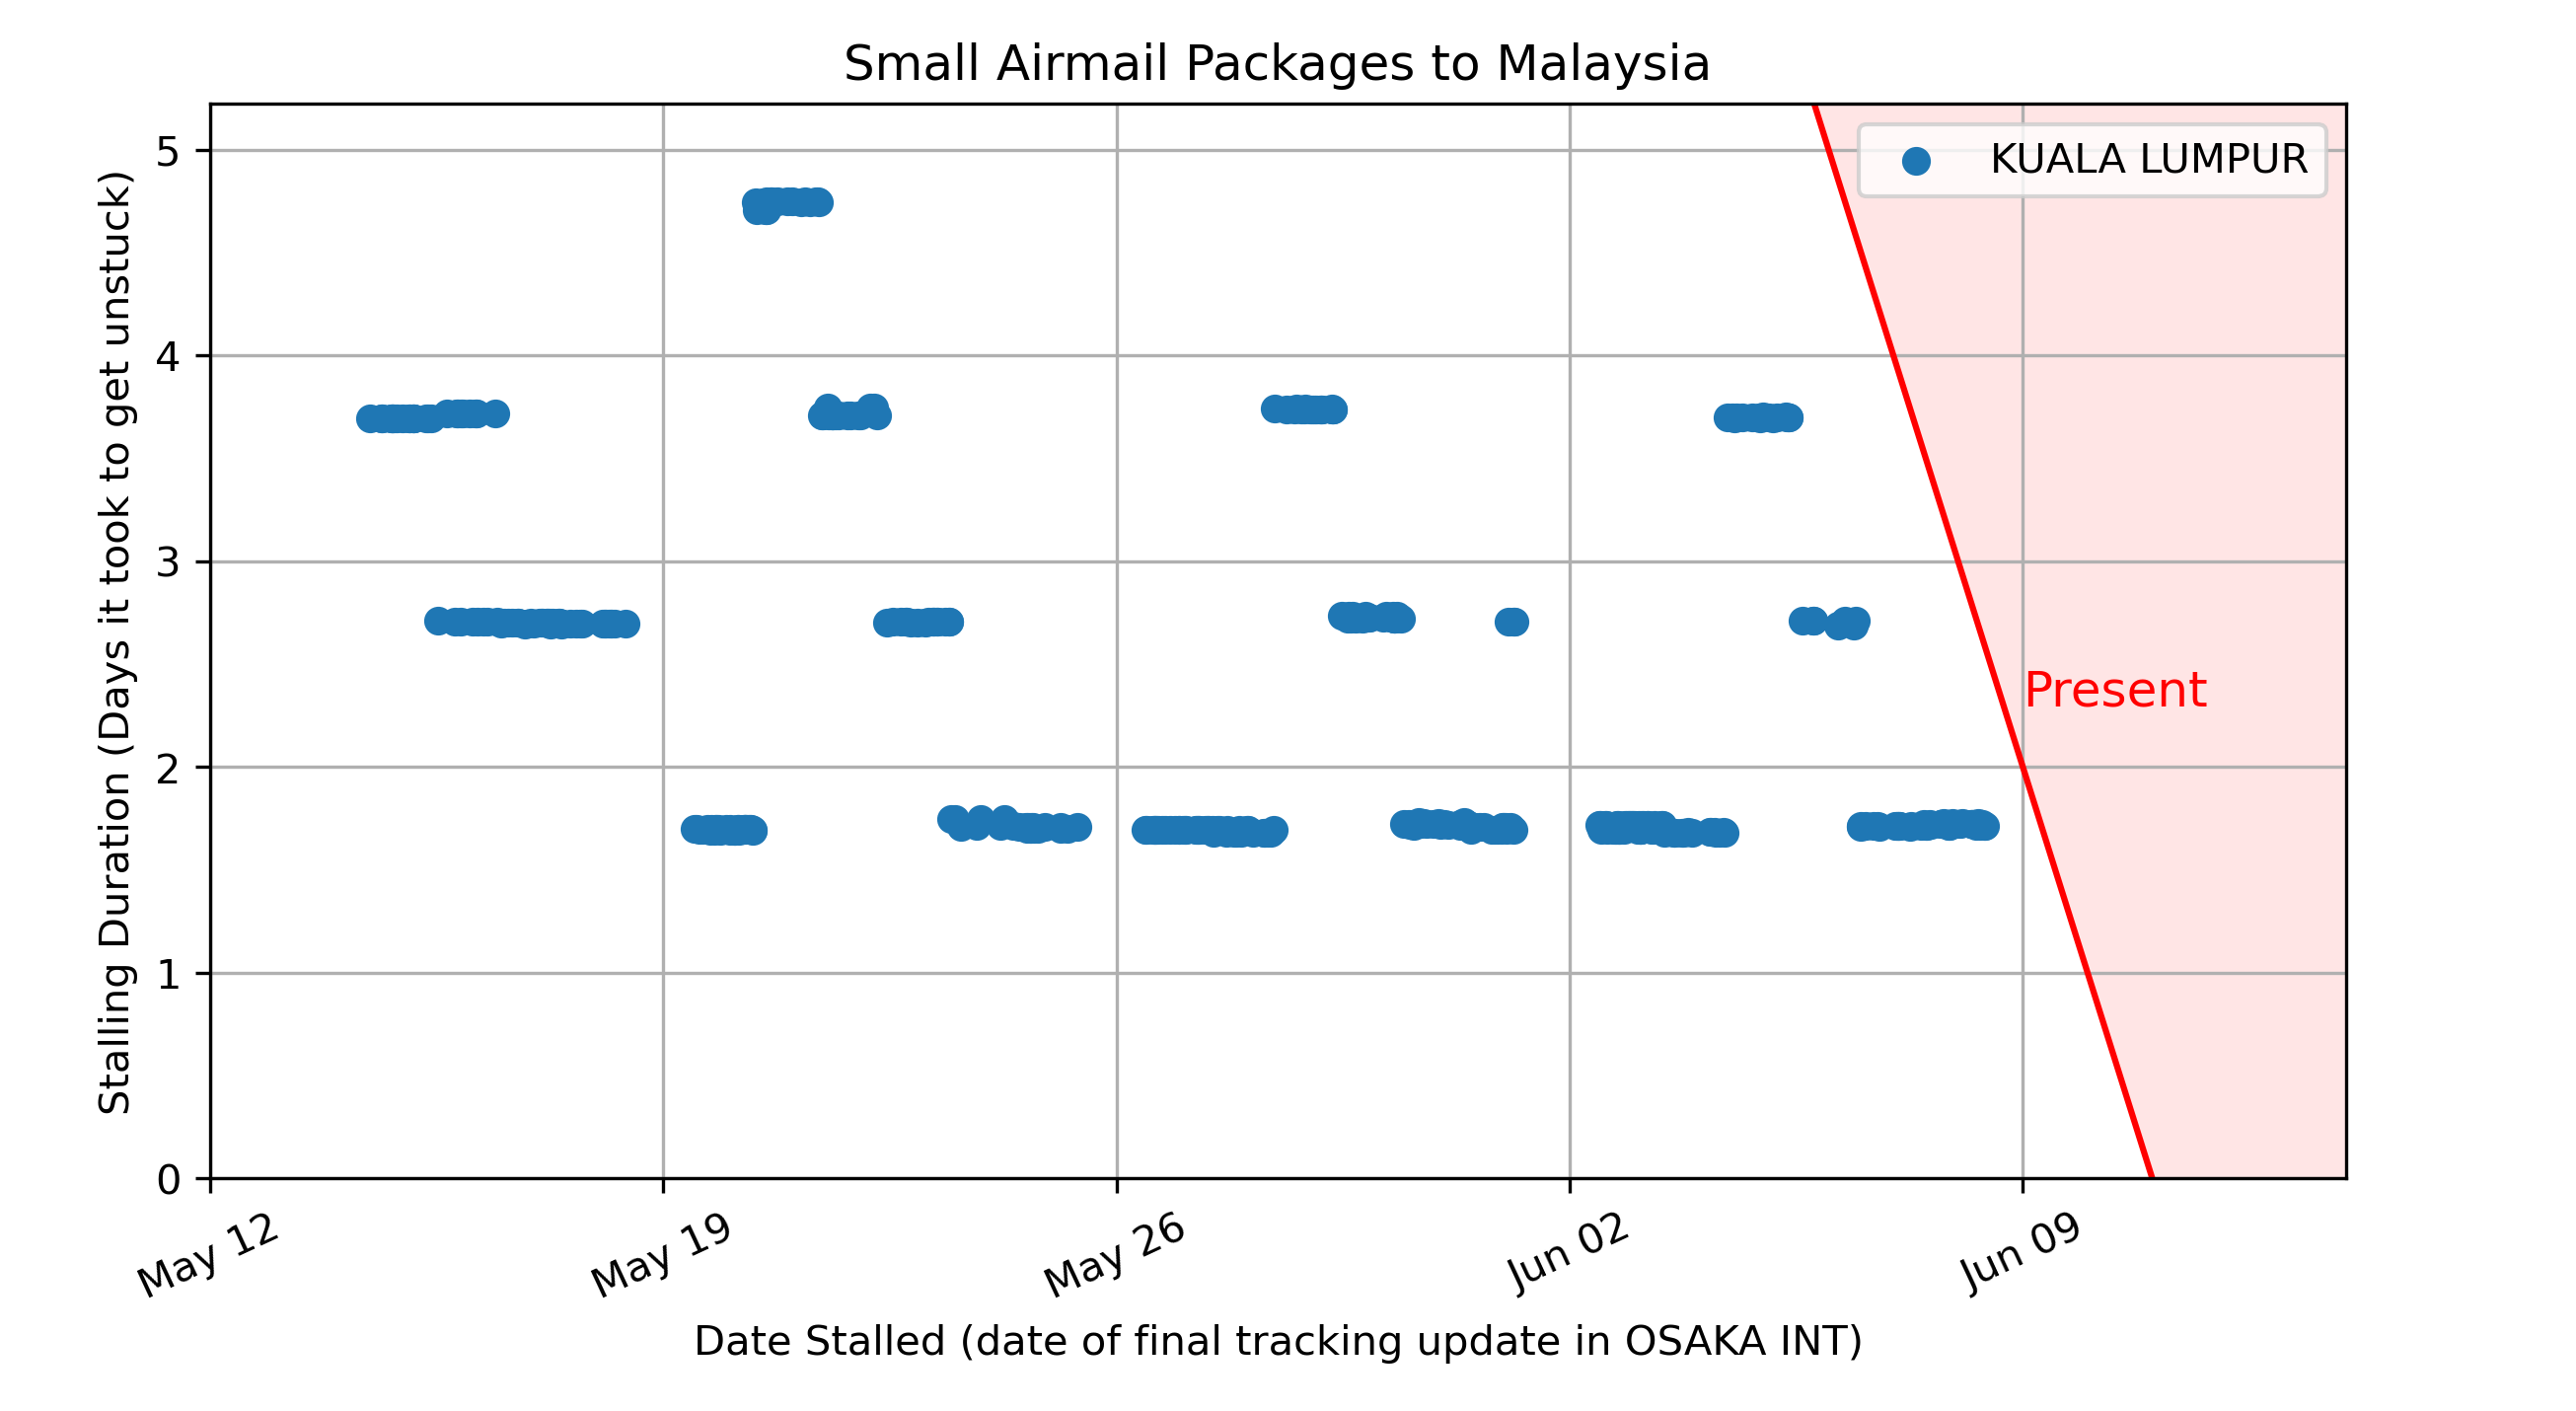 Small Airmail Packages to Malaysia
KUALA LUMPUR
Stalling Duration (Days it took to get unstuck)
5
4
3
2
1
0
Present
May 12
May 19
May 26
Jun 02
Jun 09
Date Stalled (date of final tracking update in OSAKA INT)